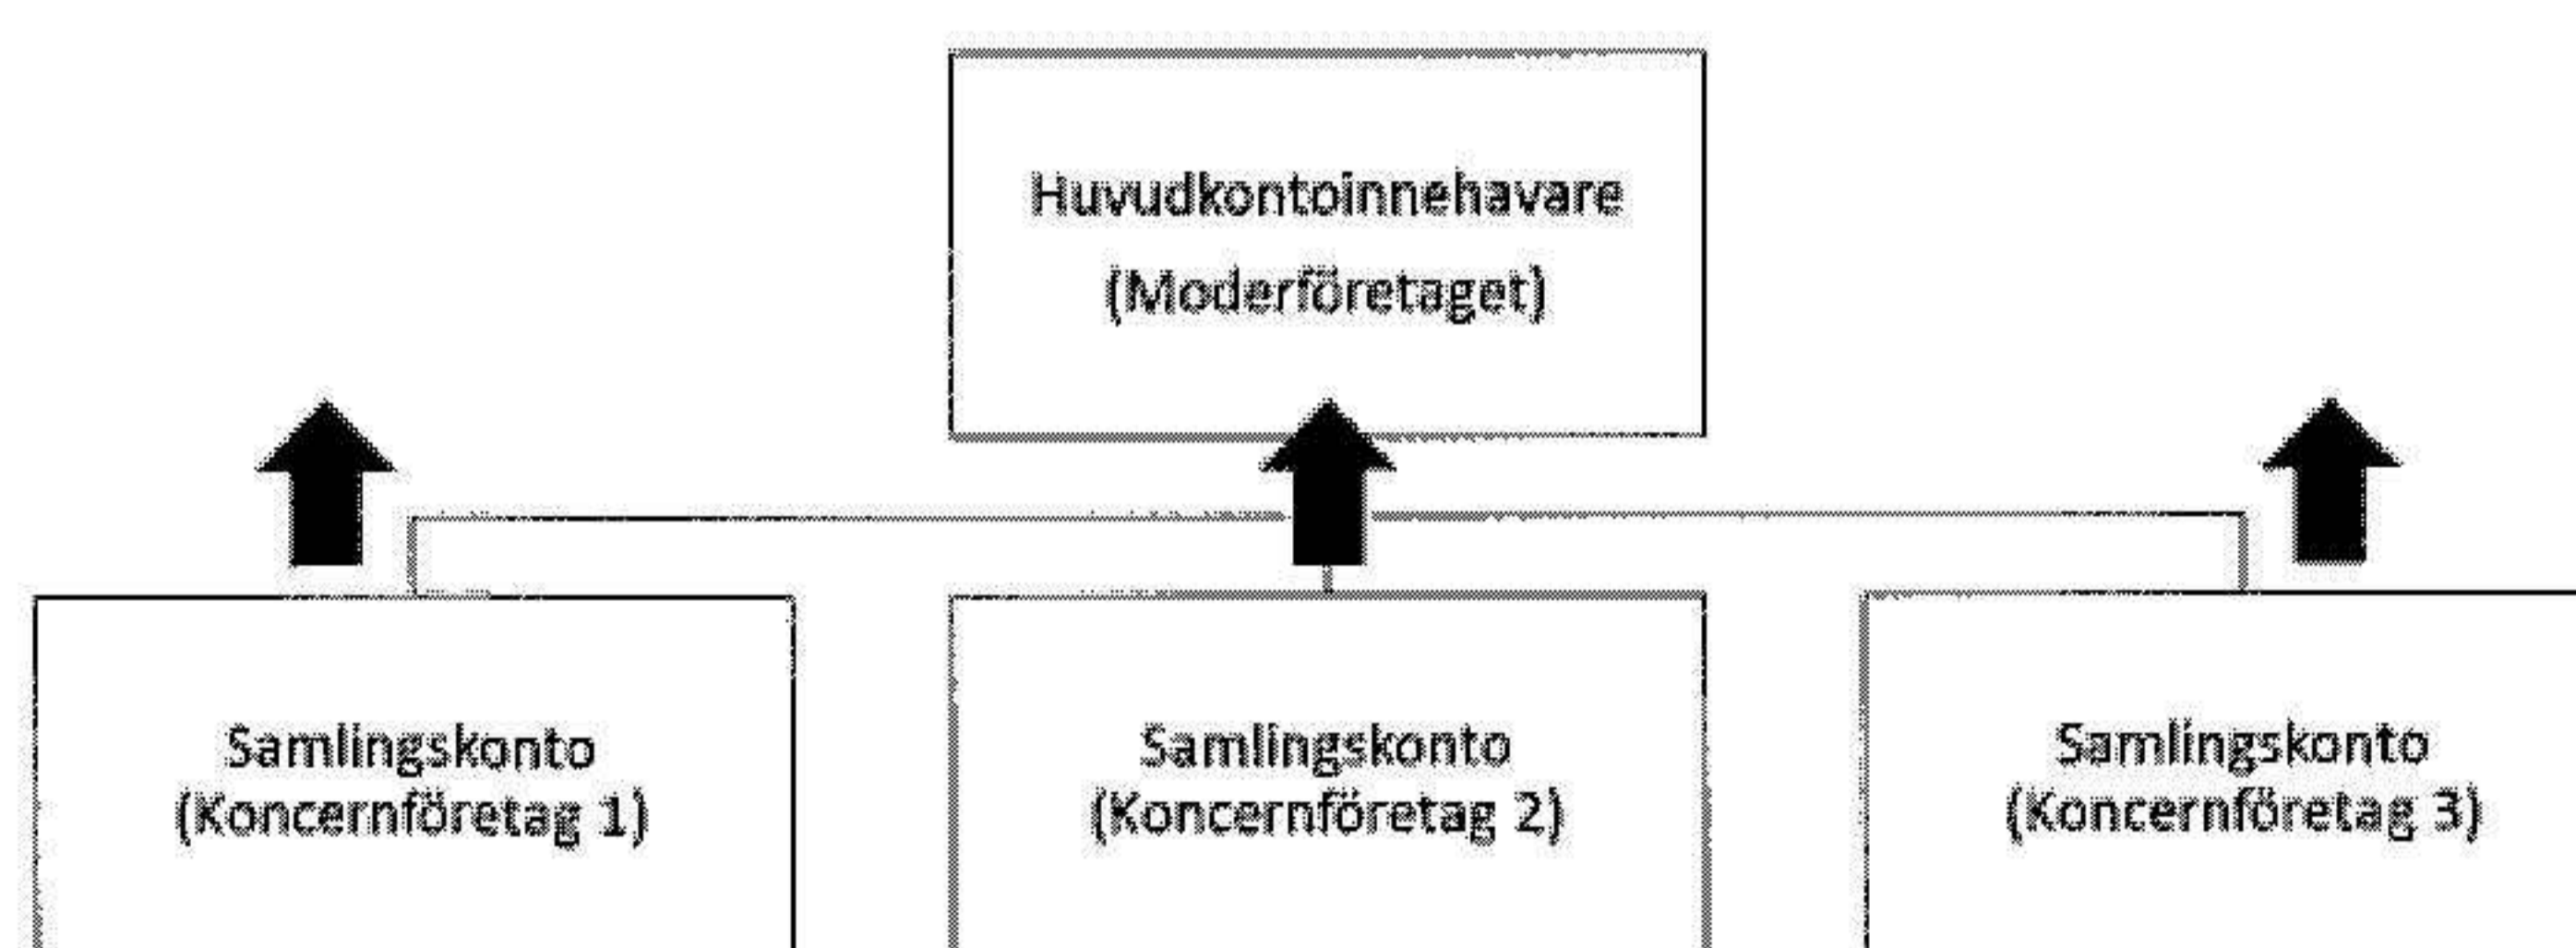 Huvudkontoinnehavare
(Moderföretaget)
Samlingskonto
(Koncernföretag 1)
Samlingskonto
(Koncernföretag 2)
Samlingskonto
(Koncernföretag 3)